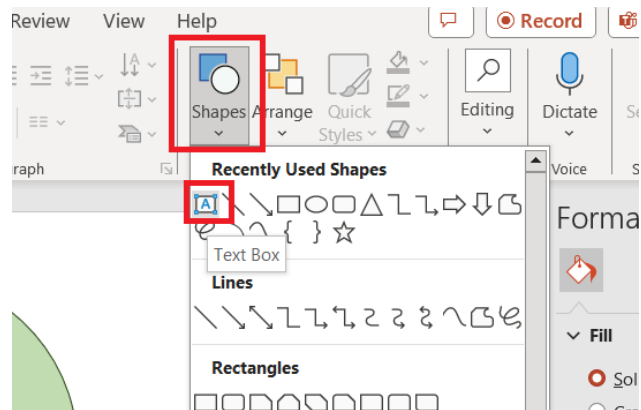 Review View Help
Record
Shapes Arrange Quick Styles Editing Dictate
raph Voice
Recently Used Shapes
A
Text Box
Lines
Rectangles
Forma
Fill
Sol